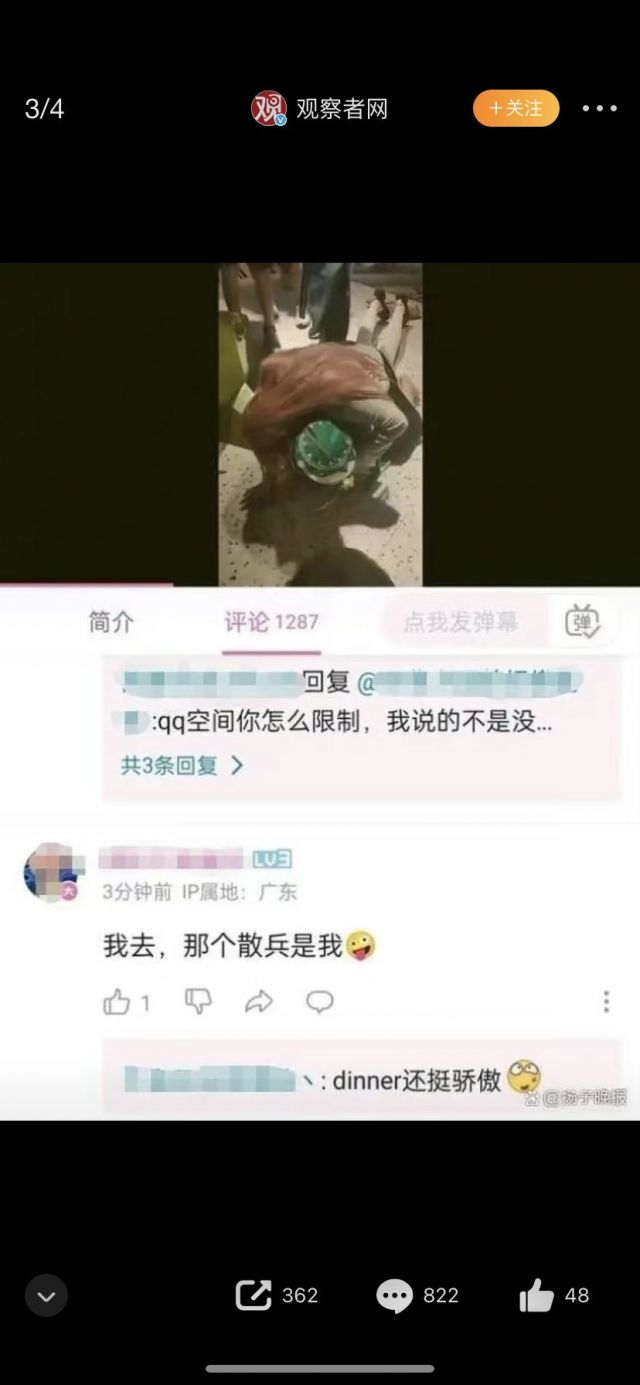 3/4
观察者网
+关注
简介
评论 1287
点我发弹幕
弹
回复 @
:qq空间你怎么限制，我说的不是没...
共3条回复
LV3
3分钟前 IP属地：广东
我去，那个散兵是我🤪
1
丶: dinner还挺骄傲
@扬子晚报
362
822
48